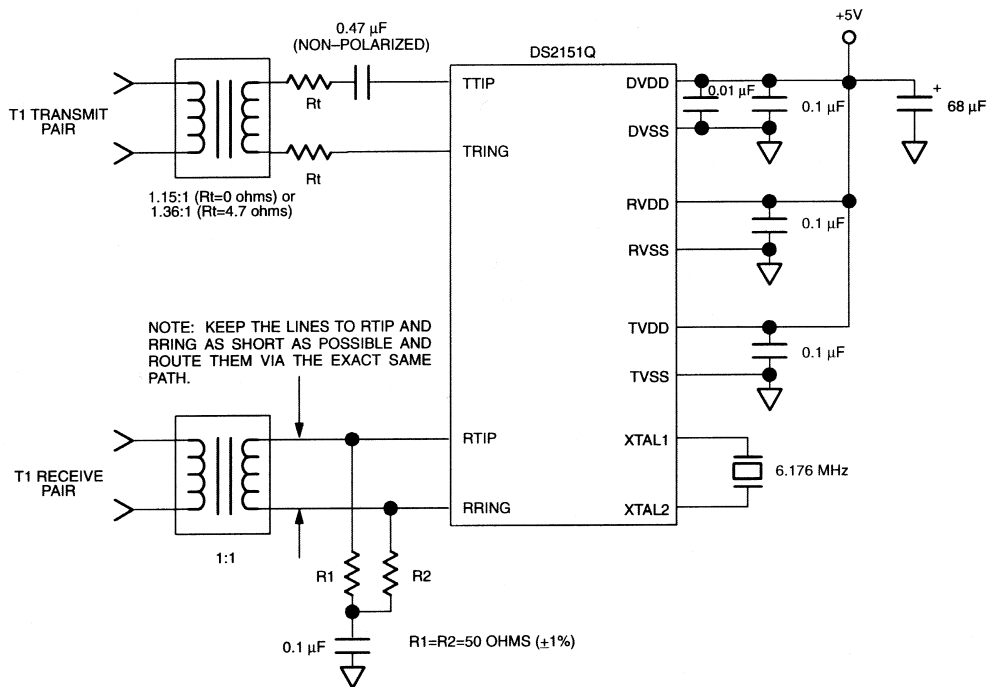 +5V
0.47 µF
(NON–POLARIZED)
DS2151Q
TTIP
DVDD
0.01 µF
0.1 µF
+
68 µF
Rt
T1 TRANSMIT
PAIR
DVSS
TRING
Rt
1.15:1 (Rt=0 ohms) or
1.36:1 (Rt=4.7 ohms)
RVDD
0.1 µF
RVSS
NOTE: KEEP THE LINES TO RTIP AND
RRING AS SHORT AS POSSIBLE AND
ROUTE THEM VIA THE EXACT SAME
PATH.
TVDD
0.1 µF
TVSS
RTIP
XTAL1
T1 RECEIVE
PAIR
6.176 MHz
RRING
XTAL2
1:1
R1
R2
0.1 µF
R1=R2=50 OHMS (±1%)